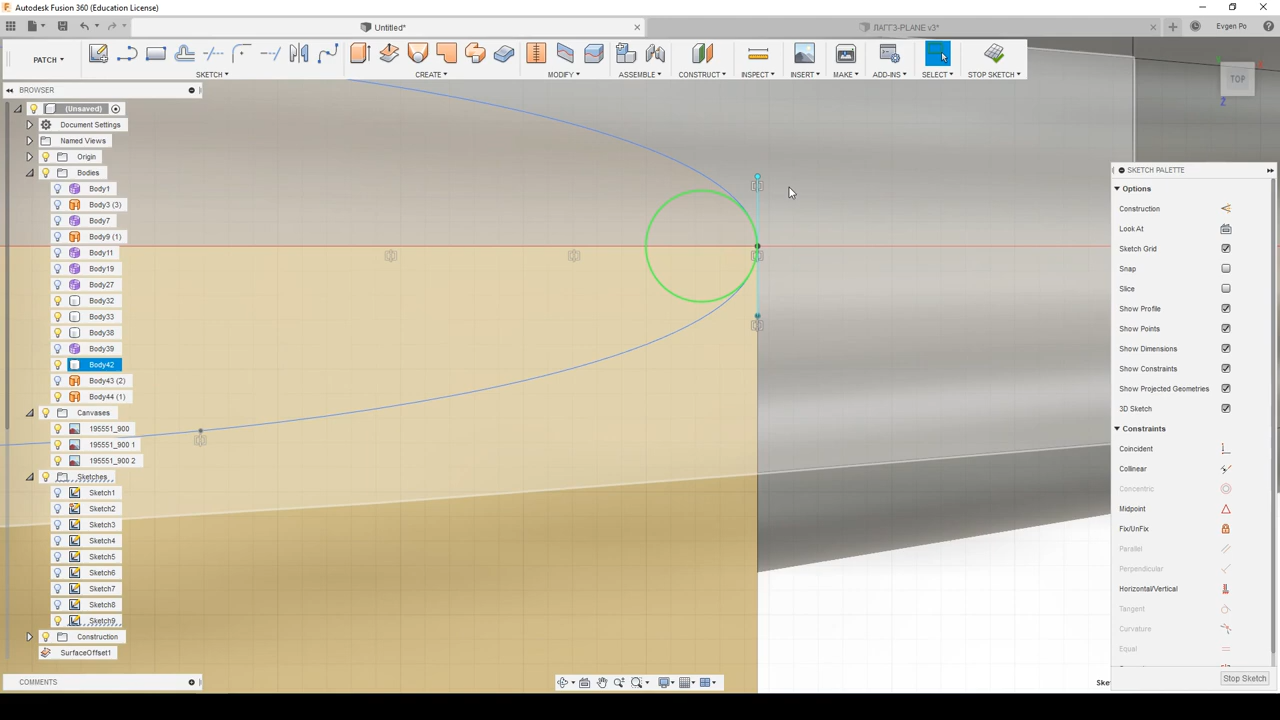 Autodesk Fusion 360 (Education License)
Untitled*
ЛАГГ3-PLANE v3*
Evgen Po
PATCH
SKETCH
CREATE
MODIFY
ASSEMBLE
CONSTRUCT
INSPECT
INSERT
MAKE
ADD-INS
SELECT
STOP SKETCH
BROWSER
(Unsaved)
Document Settings
Named Views
Origin
Bodies
Body1
Body3 (3)
Body7
Body9 (1)
Body11
Body19
Body27
Body32
Body33
Body38
Body39
Body42
Body43 (2)
Body44 (1)
Canvases
195551_900
195551_900 1
195551_900 2
Sketches
Sketch1
Sketch2
Sketch3
Sketch4
Sketch5
Sketch6
Sketch7
Sketch8
Sketch9
Construction
SurfaceOffset1
COMMENTS
TOP
Z
SKETCH PALETTE
Options
Construction
Look At
Sketch Grid
Snap
Slice
Show Profile
Show Points
Show Dimensions
Show Constraints
Show Projected Geometries
3D Sketch
Constraints
Coincident
Collinear
Concentric
Midpoint
Fix/UnFix
Parallel
Perpendicular
Horizontal/Vertical
Tangent
Curvature
Equal
Ske
Stop Sketch